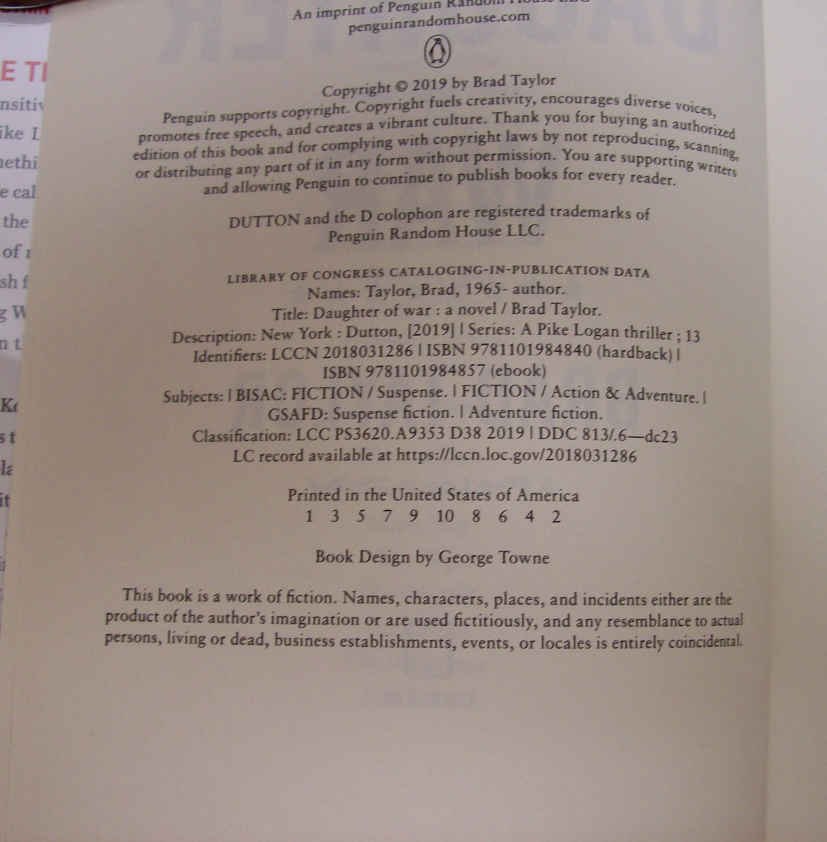 An imprint of Penguin Random House LLC
penguinrandomhouse.com
Copyright © 2019 by Brad Taylor
Penguin supports copyright. Copyright fuels creativity, encourages diverse voices,
promotes free speech, and creates a vibrant culture. Thank you for buying an authorized
edition of this book and for complying with copyright laws by not reproducing, scanning,
or distributing any part of it in any form without permission. You are supporting writers
and allowing Penguin to continue to publish books for every reader.
DUTTON and the D colophon are registered trademarks of
Penguin Random House LLC.
LIBRARY OF CONGRESS CATALOGING-IN-PUBLICATION DATA
Names: Taylor, Brad, 1965- author.
Title: Daughter of war : a novel / Brad Taylor.
Description: New York : Dutton, [2019] | Series: A Pike Logan thriller ; 13
Identifiers: LCCN 2018031286 | ISBN 9781101984840 (hardback) |
ISBN 9781101984857 (ebook)
Subjects: | BISAC: FICTION / Suspense. | FICTION / Action & Adventure. |
GSAFD: Suspense fiction. | Adventure fiction.
Classification: LCC PS3620.A9353 D38 2019 | DDC 813/.6—dc23
LC record available at https://lccn.loc.gov/2018031286
Printed in the United States of America
1 3 5 7 9 10 8 6 4 2
Book Design by George Towne
This book is a work of fiction. Names, characters, places, and incidents either are the
product of the author's imagination or are used fictitiously, and any resemblance to actual
persons, living or dead, business establishments, events, or locales is entirely coincidental.